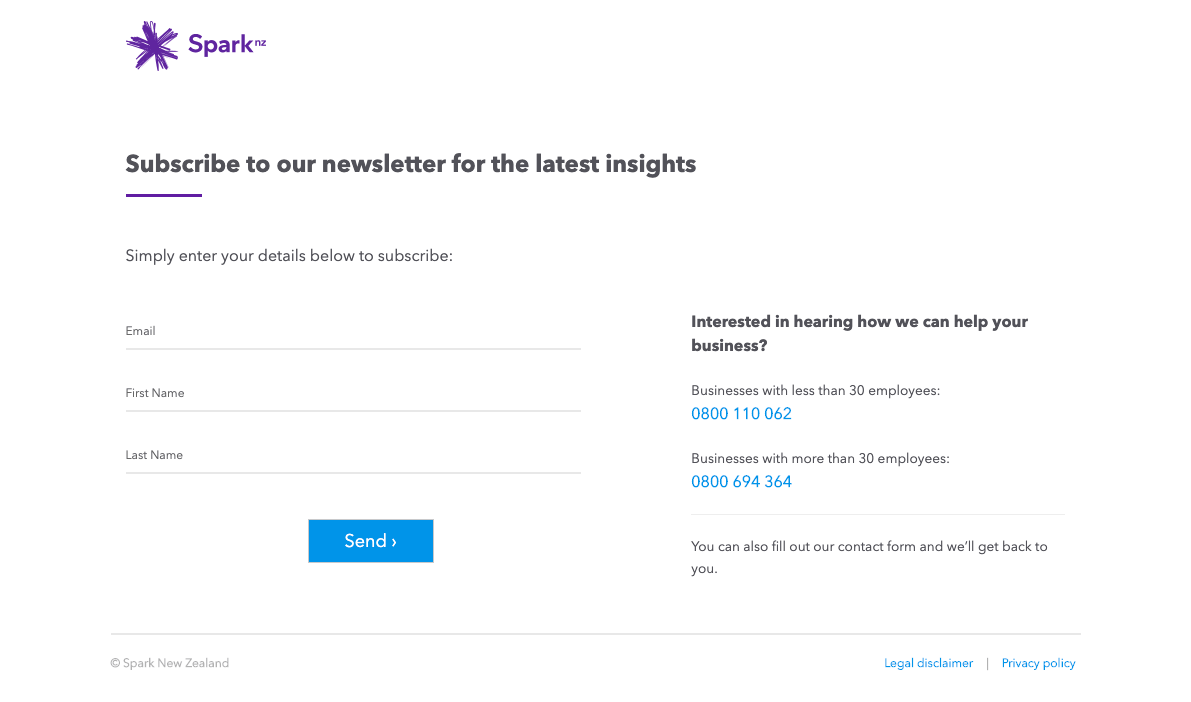 Spark nz
Subscribe to our newsletter for the latest insights
Simply enter your details below to subscribe:
Email
First Name
Last Name
Send ›
Interested in hearing how we can help your
business?
Businesses with less than 30 employees:
0800 110 062
Businesses with more than 30 employees:
0800 694 364
You can also fill out our contact form and we’ll get back to
you.
© Spark New Zealand
Legal disclaimer | Privacy policy